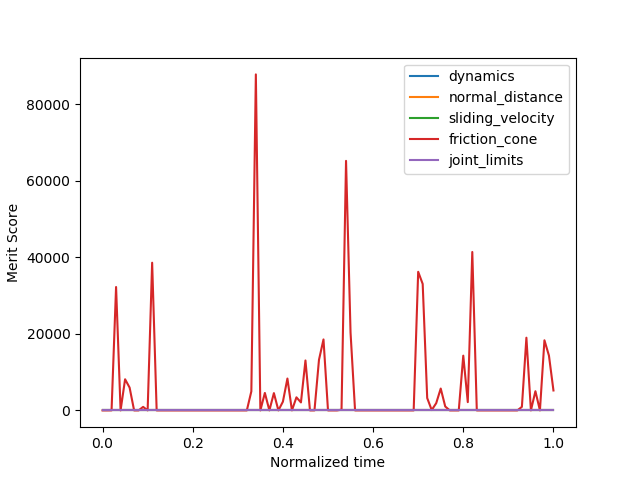 dynamics
normal_distance
sliding_velocity
friction_cone
joint_limits
80000
60000
40000
20000
0
Merit Score
0.0 0.2 0.4 0.6 0.8 1.0
Normalized time